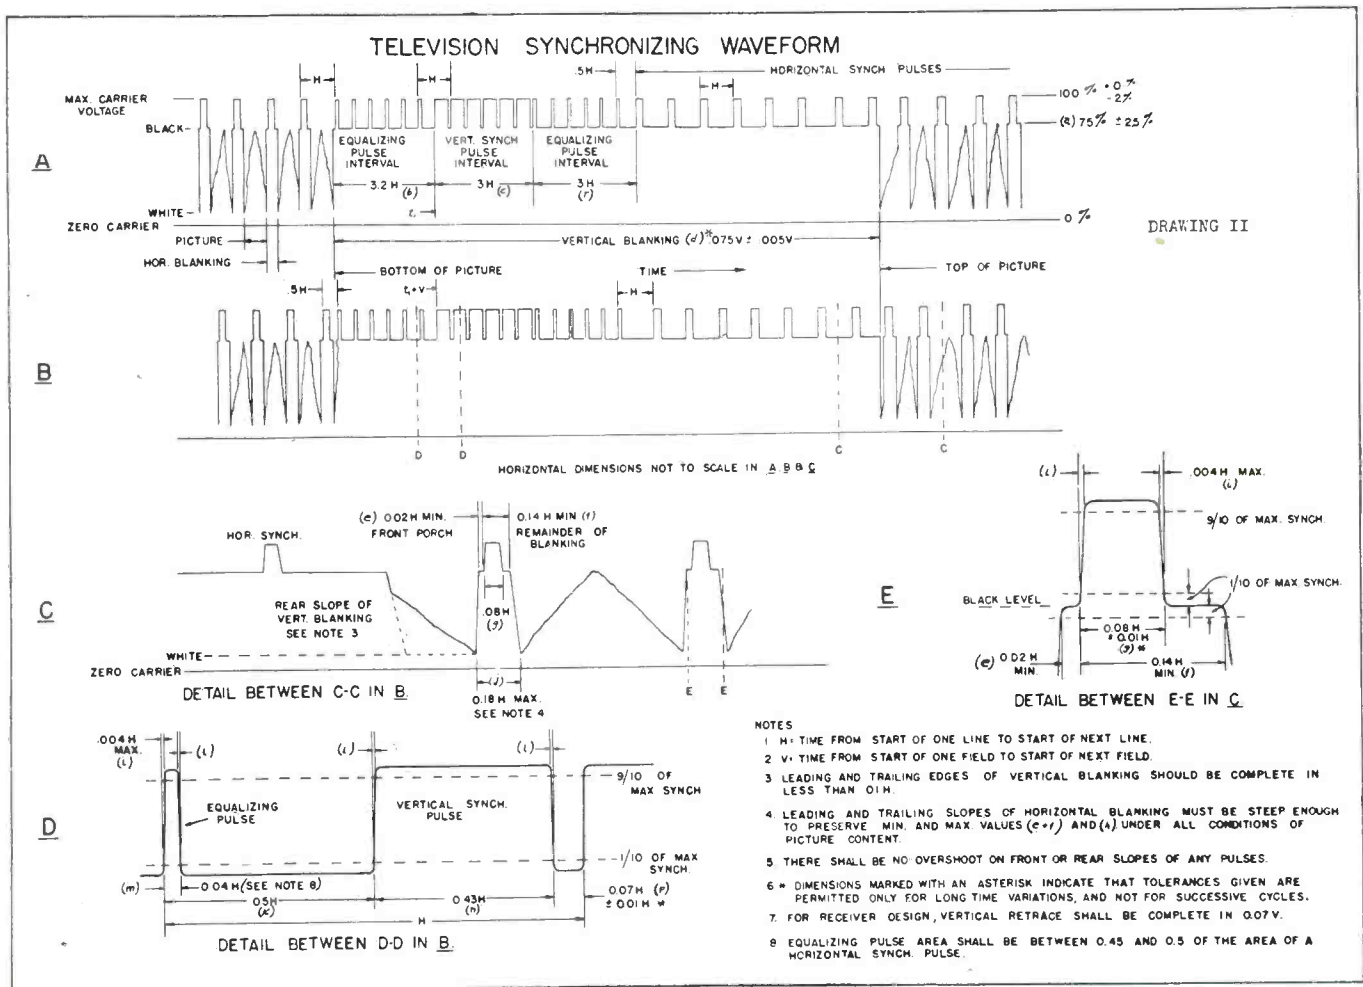 TELEVISION SYNCHRONIZING WAVEFORM
H
H
.5H
HORIZONTAL SYNCH PULSES
H
MAX. CARRIER
VOLTAGE
100% +0%
-2%
BLACK
(a) 75% ±2.5%
A
EQUALIZING
PULSE
INTERVAL
VERT. SYNCH
PULSE
INTERVAL
EQUALIZING
PULSE
INTERVAL
3.2H (b)
3H (c)
3H
(r)
t₁
WHITE
ZERO CARRIER
0%
DRAWING II
PICTURE
VERTICAL BLANKING (d)* .075V ± .005V
HOR. BLANKING
BOTTOM OF PICTURE
TIME
TOP OF PICTURE
.5H
t₁+V
H
B
D
D
C
C
HORIZONTAL DIMENSIONS NOT TO SCALE IN A, B & C
(e) 0.02H MIN.
FRONT PORCH
0.14H MIN (f)
REMAINDER OF
BLANKING
HOR. SYNCH.
C
REAR SLOPE OF
VERT. BLANKING
SEE NOTE 3
.08H
(g)
WHITE
ZERO CARRIER
(j)
E
E
DETAIL BETWEEN C-C IN B.
0.18H MAX.
SEE NOTE 4
(i)
.004H MAX.
(i)
9/10 OF MAX. SYNCH.
E
1/10 OF MAX SYNCH.
BLACK LEVEL
0.08H
±0.01H
(g)*
(e) 0.02H
MIN.
0.14H
MIN (f)
DETAIL BETWEEN E-E IN C
.004H
MAX.
(i)
(i)
(i)
(i)
9/10 OF
MAX SYNCH
EQUALIZING
PULSE
VERTICAL SYNCH.
PULSE
D
1/10 OF MAX
SYNCH.
(m)
0.04H (SEE NOTE 8)
0.5H
(k)
0.43H
(n)
0.07H (P)
±0.01H *
H
DETAIL BETWEEN D-D IN B.
NOTES
1 H= TIME FROM START OF ONE LINE TO START OF NEXT LINE.
2 V= TIME FROM START OF ONE FIELD TO START OF NEXT FIELD.
3 LEADING AND TRAILING EDGES OF VERTICAL BLANKING SHOULD BE COMPLETE IN
LESS THAN 0.1H.
4. LEADING AND TRAILING SLOPES OF HORIZONTAL BLANKING MUST BE STEEP ENOUGH
TO PRESERVE MIN. AND MAX. VALUES (e+f) AND UNDER ALL CONDITIONS OF
PICTURE CONTENT.
5 THERE SHALL BE NO OVERSHOOT ON FRONT OR REAR SLOPES OF ANY PULSES.
6 * DIMENSIONS MARKED WITH AN ASTERISK INDICATE THAT TOLERANCES GIVEN ARE
PERMITTED ONLY FOR LONG TIME VARIATIONS, AND NOT FOR SUCCESSIVE CYCLES.
7. FOR RECEIVER DESIGN, VERTICAL RETRACE SHALL BE COMPLETE IN 0.07V.
8 EQUALIZING PULSE AREA SHALL BE BETWEEN 0.45 AND 0.5 OF THE AREA OF A
HORIZONTAL SYNCH. PULSE.